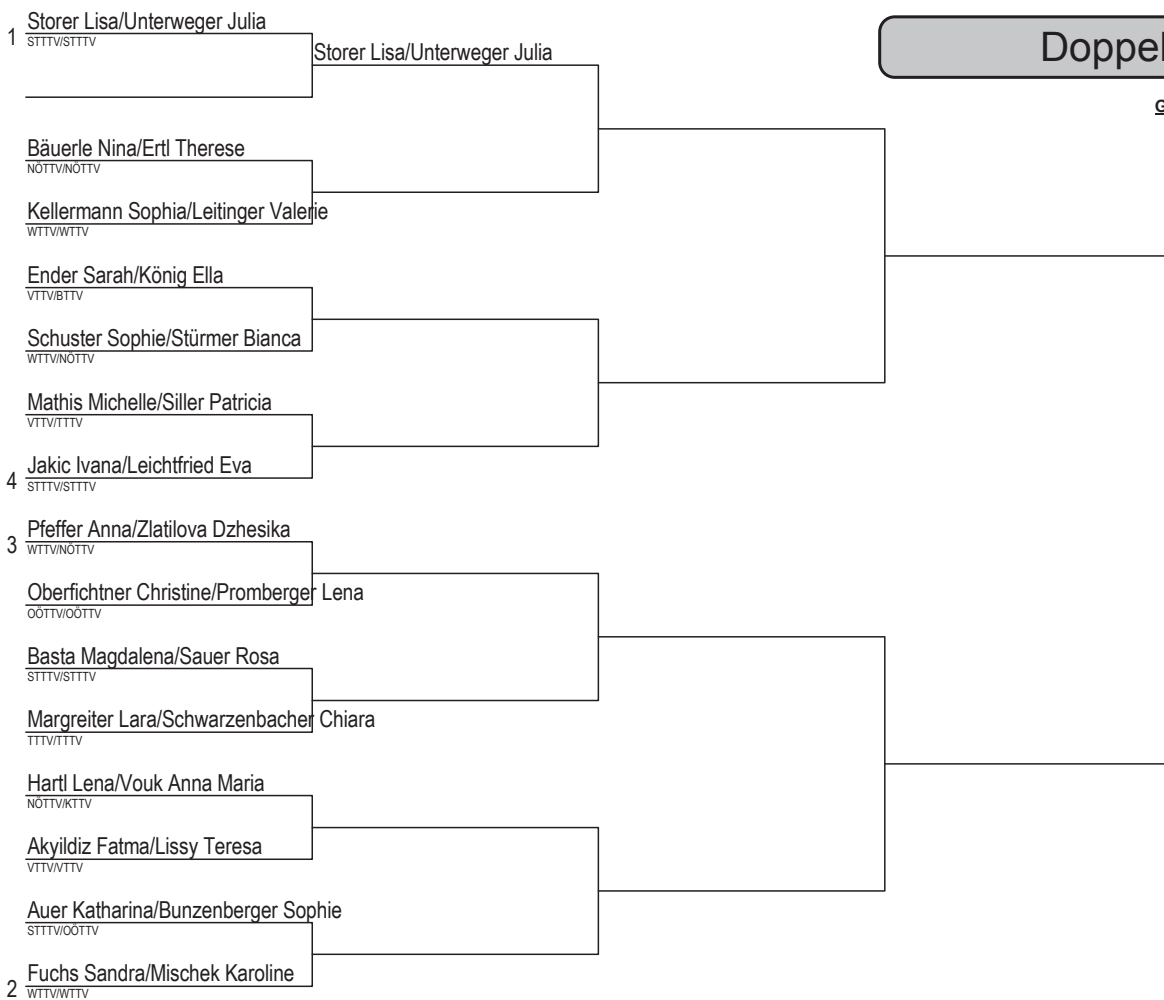 Storer Lisa/Unterweger Julia
1
STTTV/STTTV
Storer Lisa/Unterweger Julia
Doppel
G
Bäuerle Nina/Ertl Therese
NÖTTV/NÖTTV
Kellermann Sophia/Leitinger Valerie
WTTV/WTTV
Ender Sarah/König Ella
VTTV/BTTV
Schuster Sophie/Stürmer Bianca
WTTV/NÖTTV
Mathis Michelle/Siller Patricia
VTTV/TTTV
Jakic Ivana/Leichtfried Eva
4
STTTV/STTTV
Pfeffer Anna/Zlatilova Dzhesika
3
WTTV/NÖTTV
Oberfichtner Christine/Promberger Lena
OÖTTV/OÖTTV
Basta Magdalena/Sauer Rosa
STTTV/STTTV
Margreiter Lara/Schwarzenbacher Chiara
TTTV/TTTV
Hartl Lena/Vouk Anna Maria
NÖTTV/KTTV
Akyildiz Fatma/Lissy Teresa
VTTV/VTTV
Auer Katharina/Bunzenberger Sophie
STTTV/OÖTTV
Fuchs Sandra/Mischek Karoline
2
WTTV/WTTV